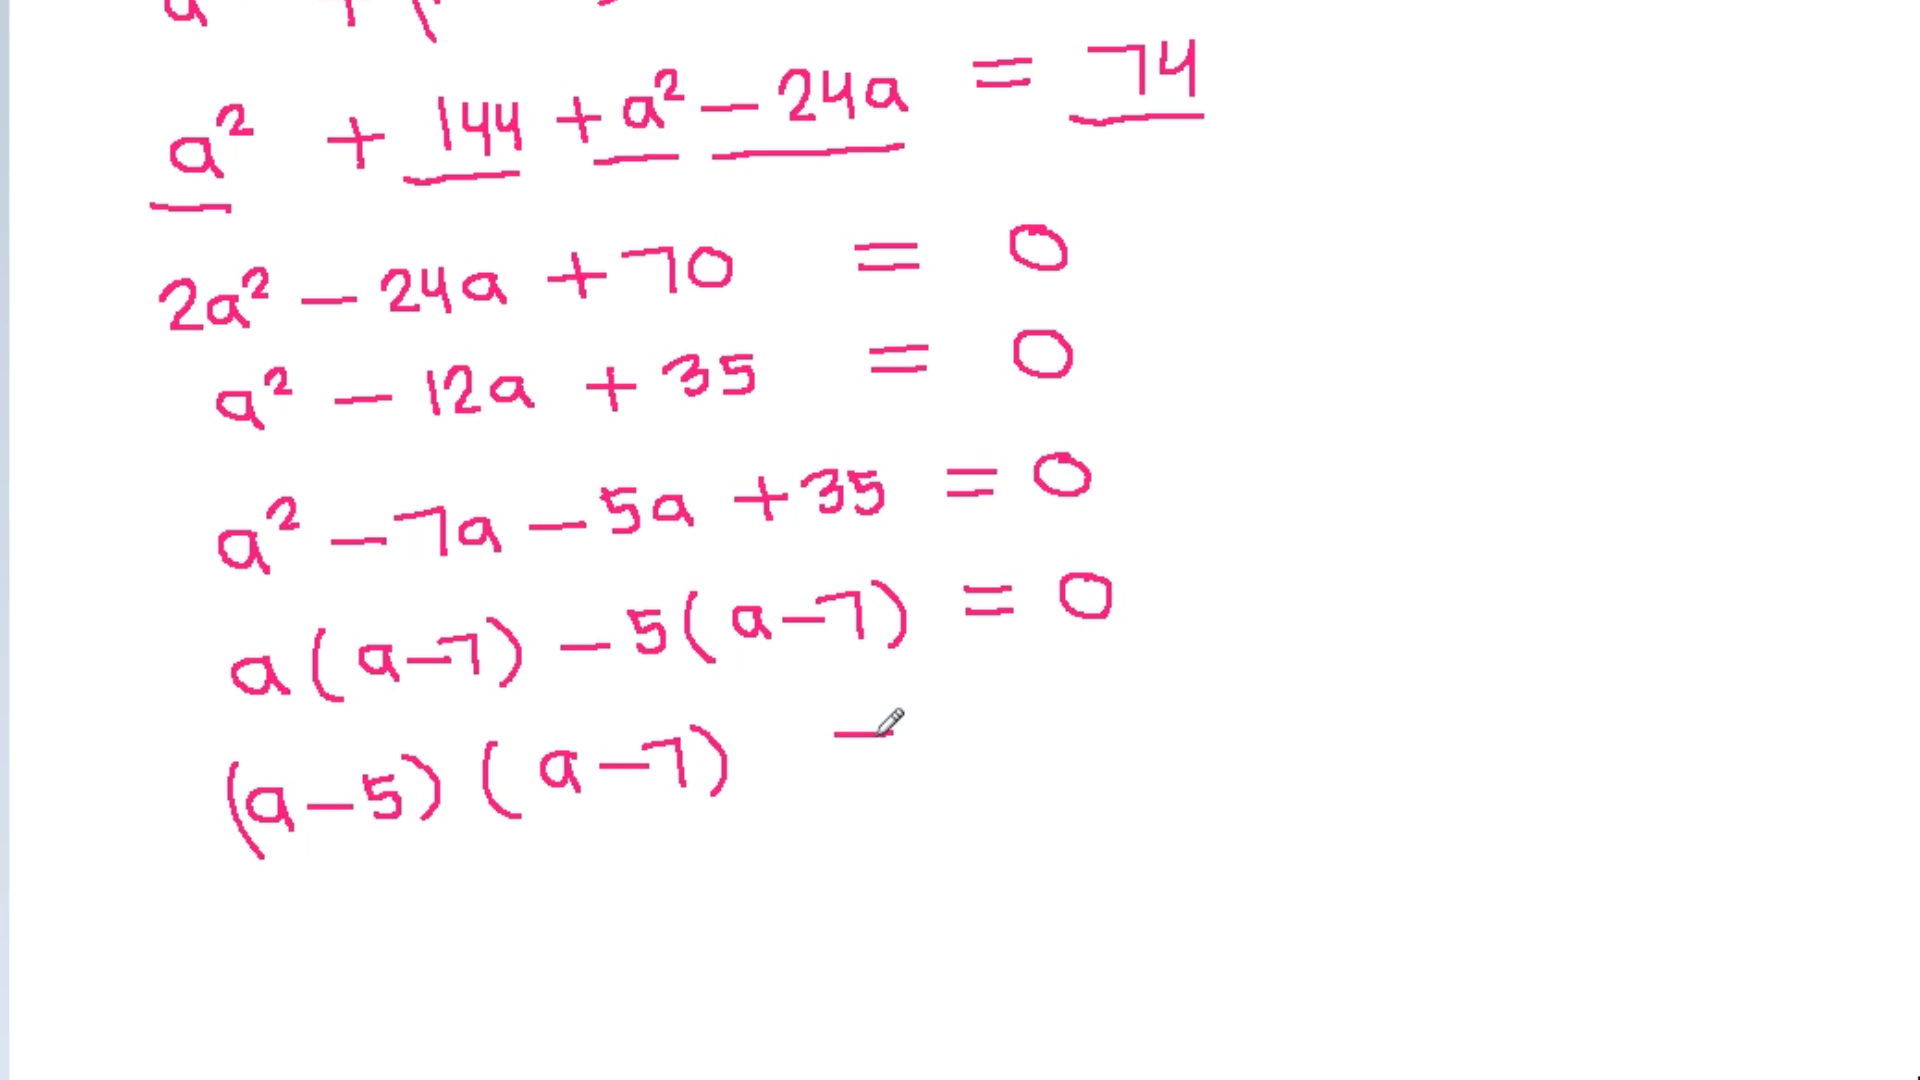 a² + 144 + a² - 24a = 74
2a² - 24a + 70 = 0
a² - 12a + 35 = 0
a² - 7a - 5a + 35 = 0
a(a-7) - 5(a-7) = 0
(a-5)(a-7)